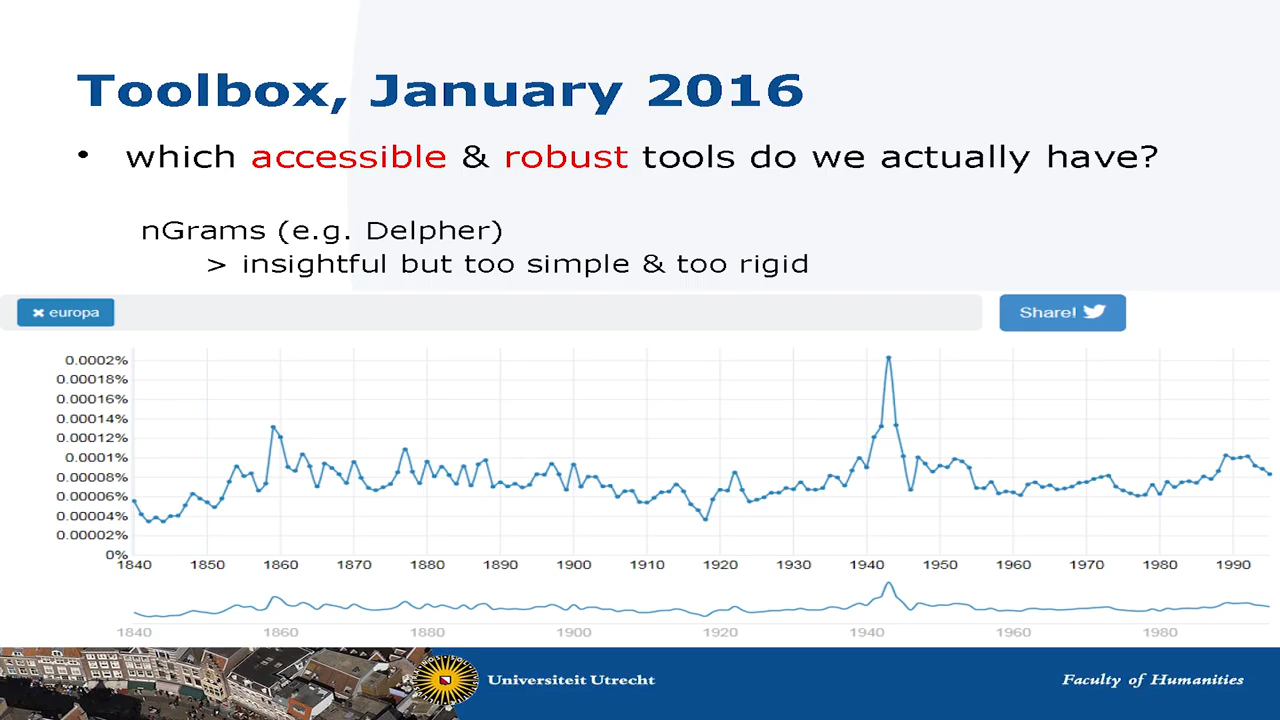 Toolbox, January 2016
• which accessible & robust tools do we actually have?
nGrams (e.g. Delpher)
> insightful but too simple & too rigid
✖ europa
Share!
0.0002%
0.00018%
0.00016%
0.00014%
0.00012%
0.0001%
0.00008%
0.00006%
0.00004%
0.00002%
0%
1840 1850 1860 1870 1880 1890 1900 1910 1920 1930 1940 1950 1960 1970 1980 1990
1840 1860 1880 1900 1920 1940 1960 1980
Universiteit Utrecht
Faculty of Humanities